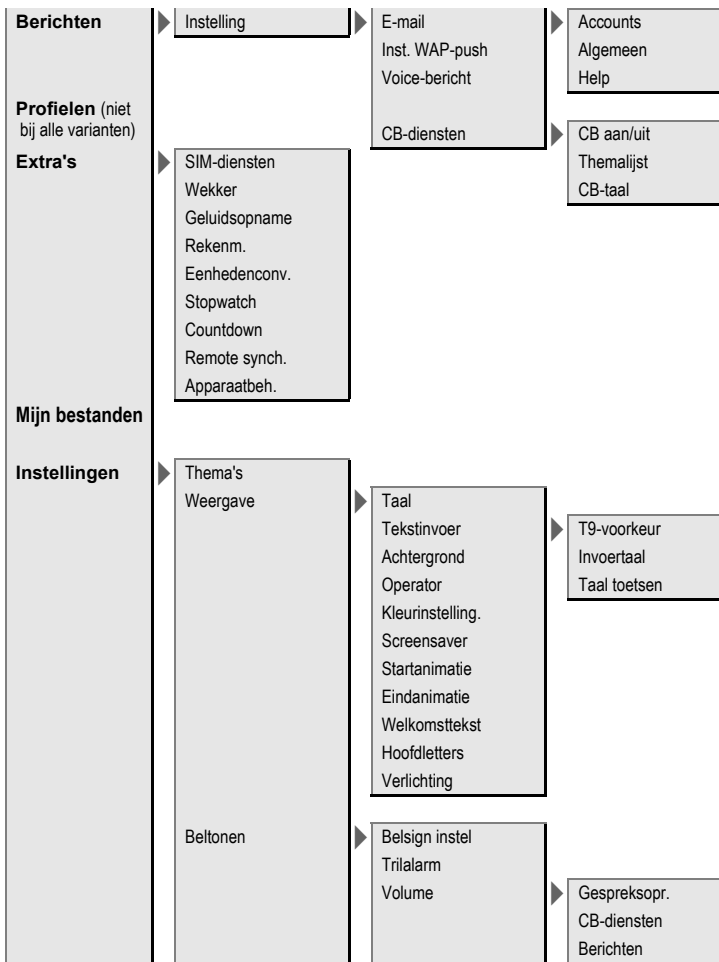 Berichten
Instelling
E-mail
Accounts
Inst. WAP-push
Algemeen
Voice-bericht
Help
Profielen (niet
bij alle varianten)
CB-diensten
CB aan/uit
Extra's
SIM-diensten
Themalijst
Wekker
CB-taal
Geluidsopname
Rekenm.
Eenhedenconv.
Stopwatch
Countdown
Remote synch.
Apparaatbeh.
Mijn bestanden
Instellingen
Thema's
Weergave
Taal
Tekstinvoer
T9-voorkeur
Achtergrond
Invoertaal
Operator
Taal toetsen
Kleurinstelling.
Screensaver
Startanimatie
Eindanimatie
Welkomsttekst
Hoofdletters
Verlichting
Beltonen
Belsign instel
Trilalarm
Volume
Gespreksopr.
CB-diensten
Berichten